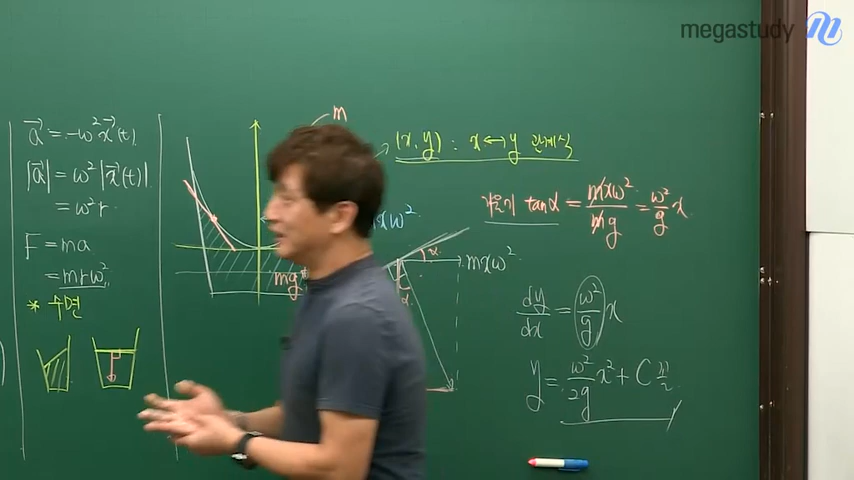 megastudy
a⃗ = -ω²x⃗(t)
|a⃗| = ω²|x⃗(t)|
= ω²r
F = ma
= mrω²
* 수면
m
(x, y) : x ↔ y 관계식
xω²
mg
α
mxω²
α
기울기 tanα = mxω²/mg = ω²/g x
dy/dx = ω²/g x
y = ω²/2g x² + C